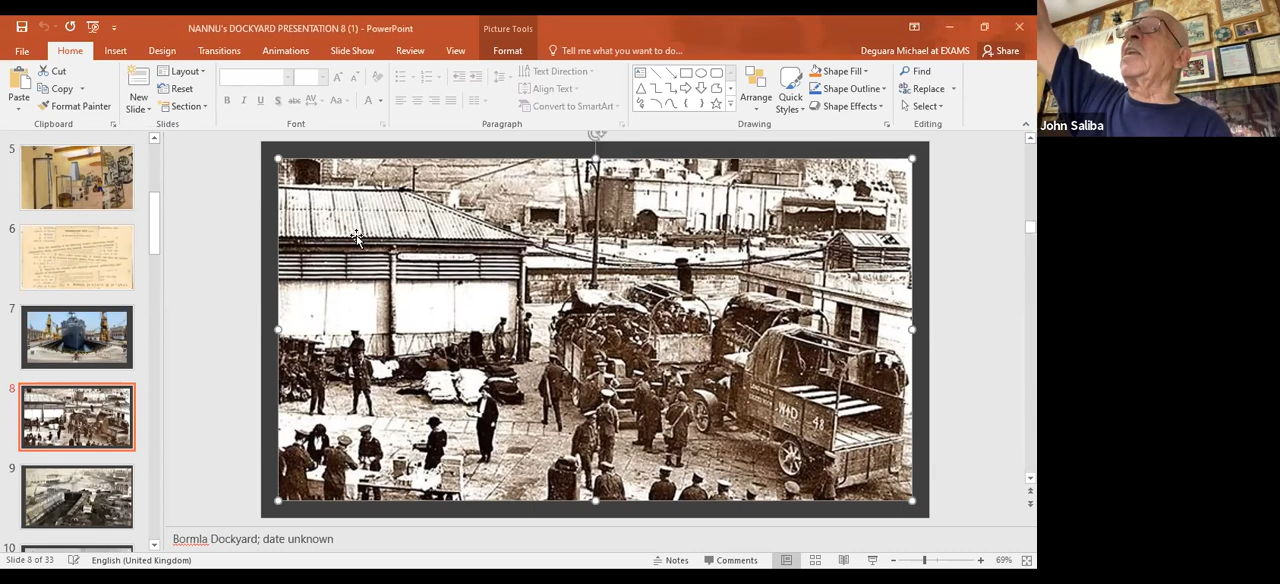 NANNU's DOCKYARD PRESENTATION 8 (1) - PowerPoint
Picture Tools
File
Home
Insert
Design
Transitions
Animations
Slide Show
Review
View
Format
Tell me what you want to do...
Deguara Michael at EXAMS
Share
Paste
Cut
Copy
Format Painter
Clipboard
New
Slide
Layout
Reset
Section
Slides
B I U S abc AV Aa A
Font
Text Direction
Align Text
Convert to SmartArt
Paragraph
Arrange
Quick
Styles
Shape Fill
Shape Outline
Shape Effects
Drawing
Find
Replace
Select
Editing
John Saliba
5
6
7
8
9
10
W D
48
Bormla Dockyard; date unknown
Slide 8 of 33
English (United Kingdom)
Notes
Comments
69%